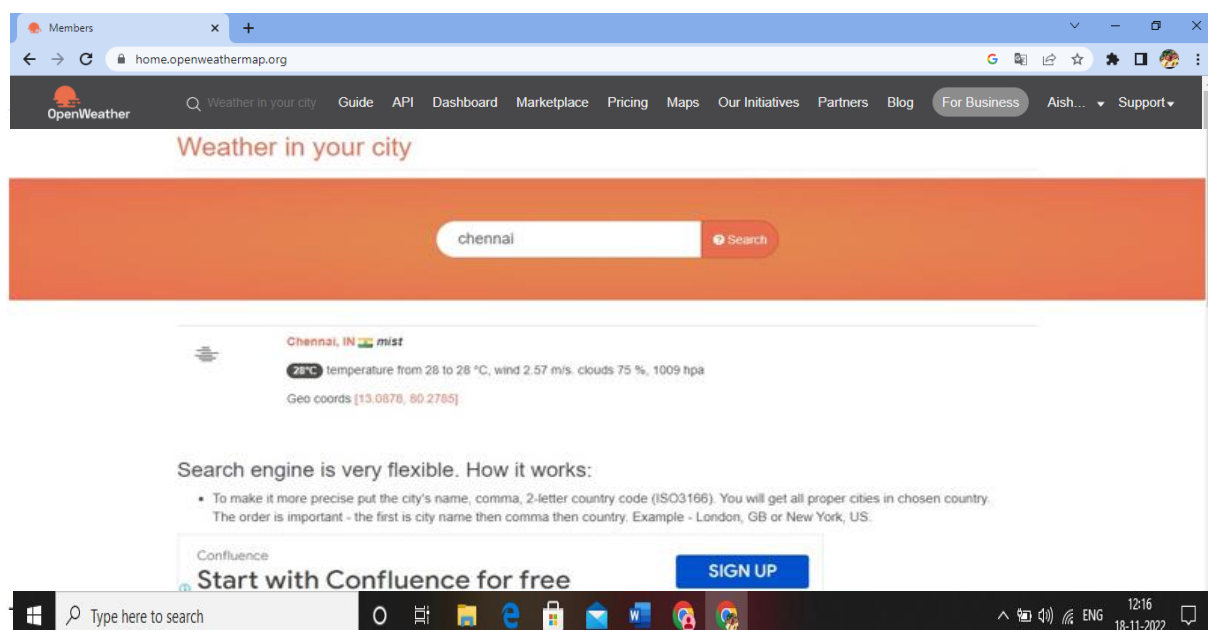 Members
home.openweathermap.org
OpenWeather
Weather in your city Guide API Dashboard Marketplace Pricing Maps Our Initiatives Partners Blog For Business Aish... Support
Weather in your city
chennai Search
Chennai, IN mist
28°C temperature from 28 to 28 °C, wind 2.57 m/s. clouds 75 %, 1009 hpa
Geo coords [13.0878, 80.2785]
Search engine is very flexible. How it works:
• To make it more precise put the city's name, comma, 2-letter country code (ISO3166). You will get all proper cities in chosen country.
The order is important - the first is city name then comma then country. Example - London, GB or New York, US.
Confluence
Start with Confluence for free
SIGN UP
Type here to search
ENG
12:16
18-11-2022